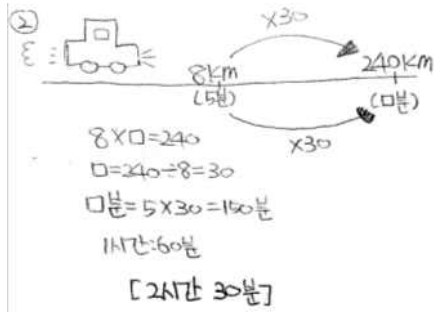 ②
×30
8km
240km
(5분)
(□분)
×30
8×□=240
□=240÷8=30
□분=5×30=150분
1시간:60분
[2시간 30분]